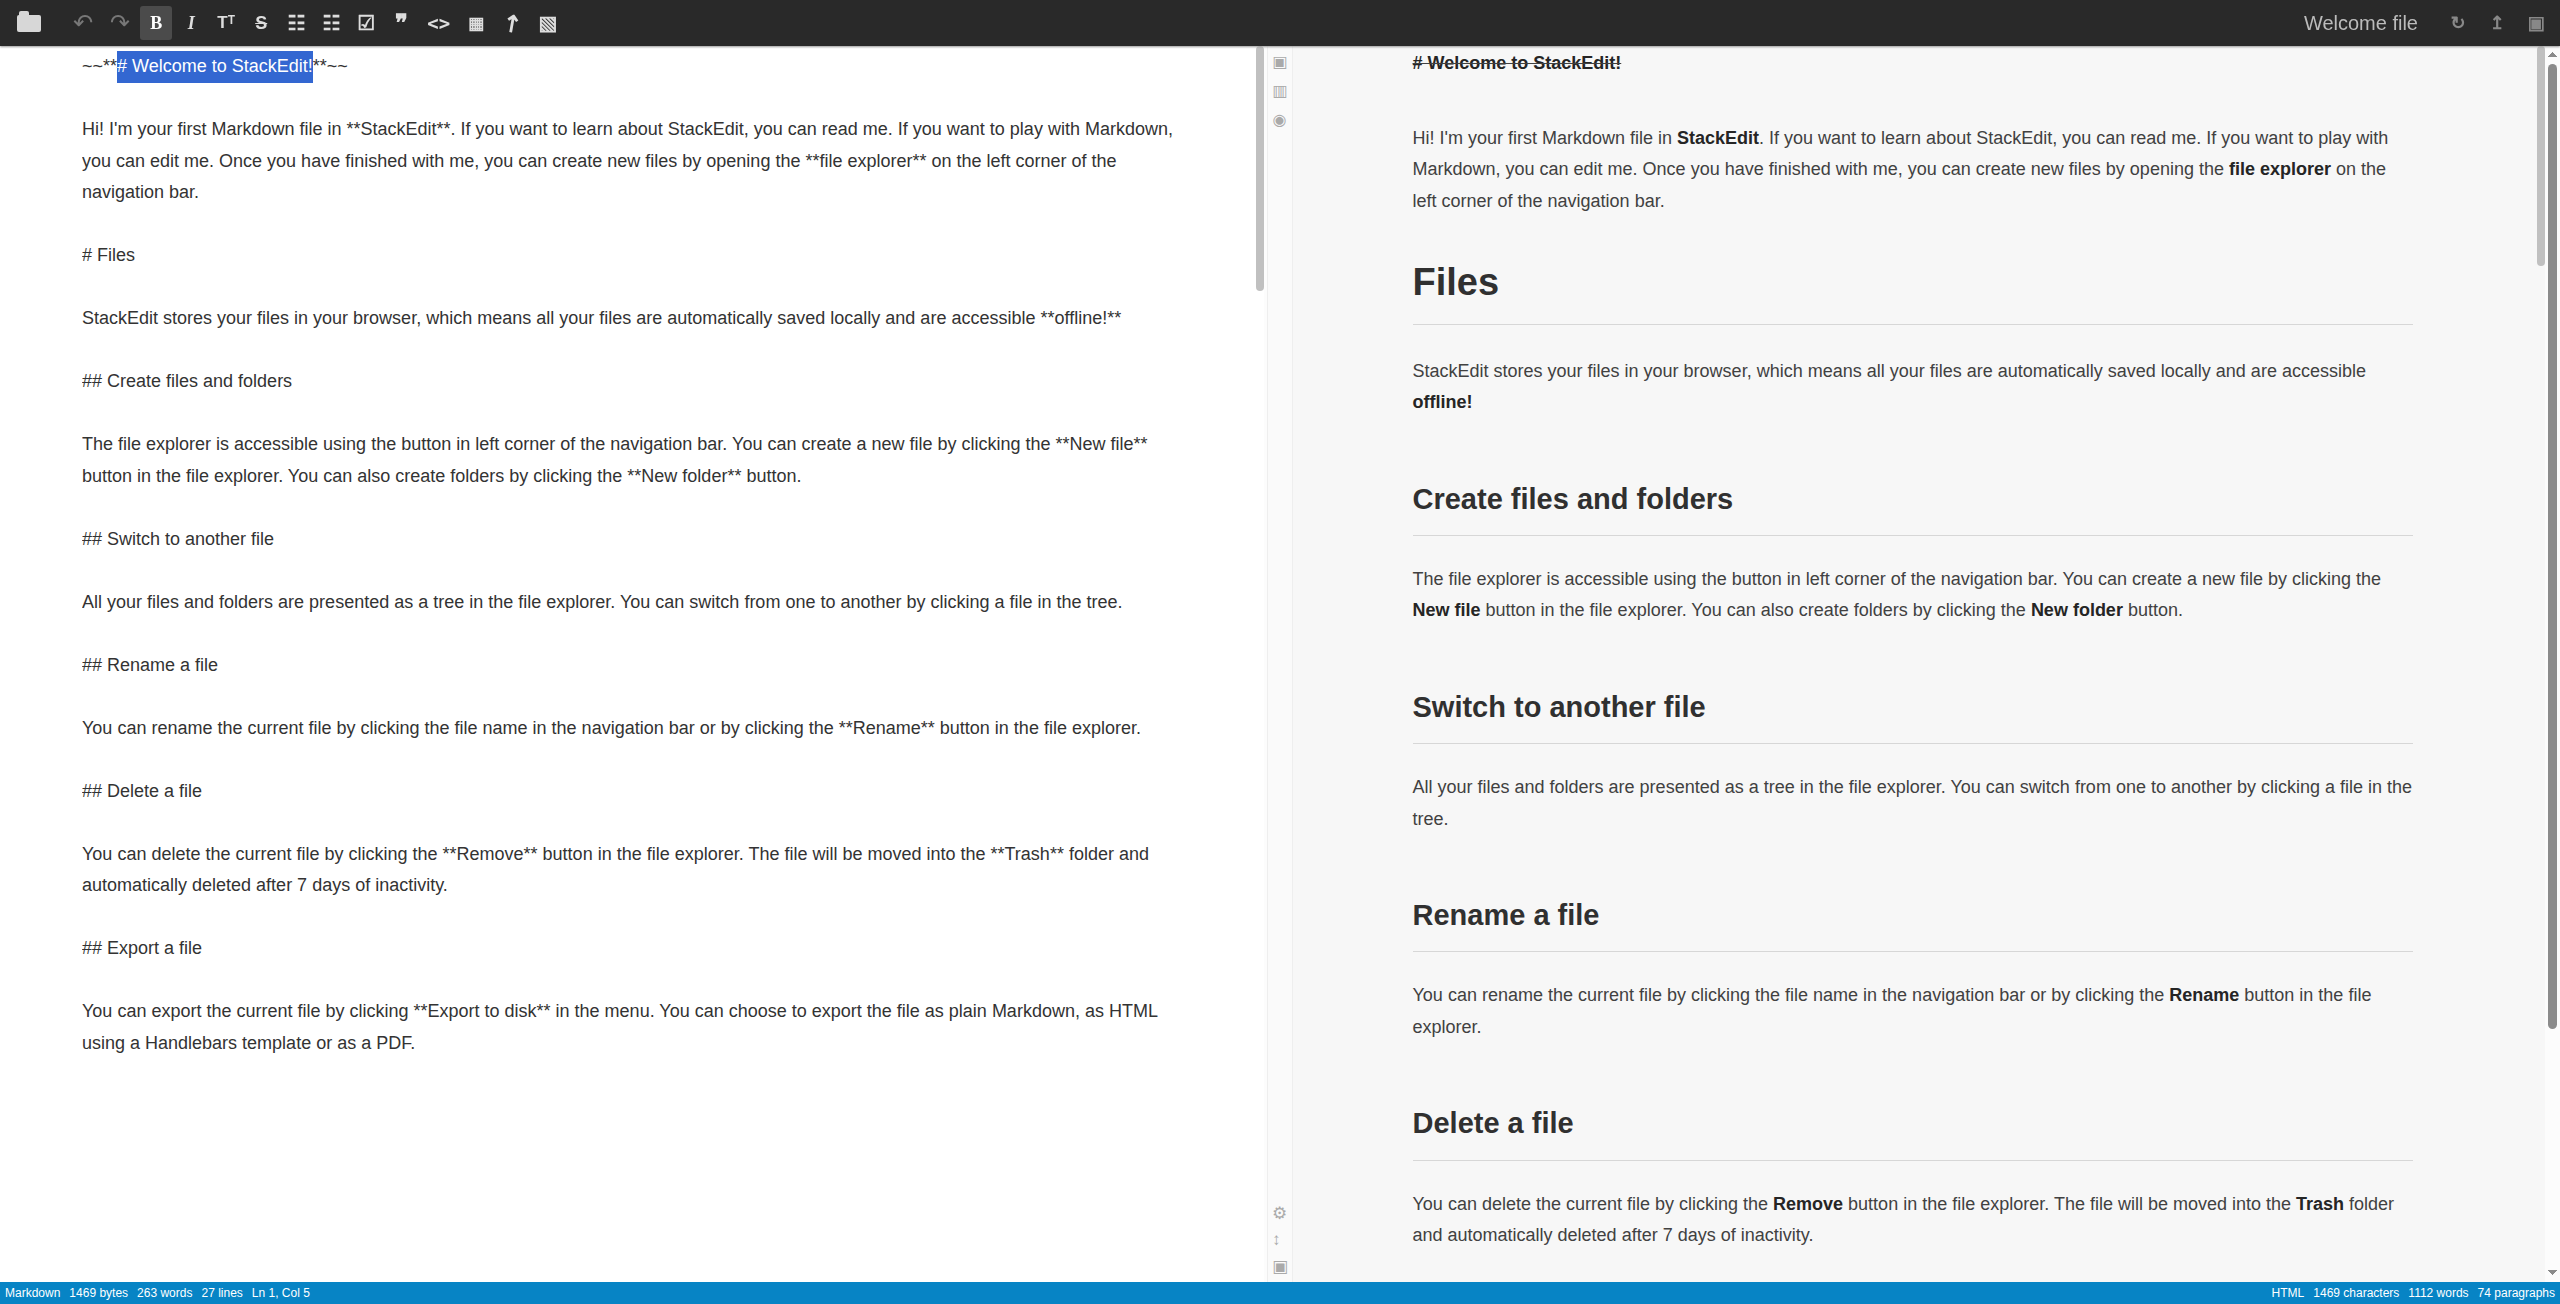 B I TT S <> Welcome file
~~**# Welcome to StackEdit!**~~
Hi! I'm your first Markdown file in **StackEdit**. If you want to learn about StackEdit, you can read me. If you want to play with Markdown,
you can edit me. Once you have finished with me, you can create new files by opening the **file explorer** on the left corner of the
navigation bar.
# Files
StackEdit stores your files in your browser, which means all your files are automatically saved locally and are accessible **offline!**
## Create files and folders
The file explorer is accessible using the button in left corner of the navigation bar. You can create a new file by clicking the **New file**
button in the file explorer. You can also create folders by clicking the **New folder** button.
## Switch to another file
All your files and folders are presented as a tree in the file explorer. You can switch from one to another by clicking a file in the tree.
## Rename a file
You can rename the current file by clicking the file name in the navigation bar or by clicking the **Rename** button in the file explorer.
## Delete a file
You can delete the current file by clicking the **Remove** button in the file explorer. The file will be moved into the **Trash** folder and
automatically deleted after 7 days of inactivity.
## Export a file
You can export the current file by clicking **Export to disk** in the menu. You can choose to export the file as plain Markdown, as HTML
using a Handlebars template or as a PDF.
# Welcome to StackEdit!
Hi! I'm your first Markdown file in StackEdit. If you want to learn about StackEdit, you can read me. If you want to play with
Markdown, you can edit me. Once you have finished with me, you can create new files by opening the file explorer on the
left corner of the navigation bar.
Files
StackEdit stores your files in your browser, which means all your files are automatically saved locally and are accessible
offline!
Create files and folders
The file explorer is accessible using the button in left corner of the navigation bar. You can create a new file by clicking the
New file button in the file explorer. You can also create folders by clicking the New folder button.
Switch to another file
All your files and folders are presented as a tree in the file explorer. You can switch from one to another by clicking a file in the
tree.
Rename a file
You can rename the current file by clicking the file name in the navigation bar or by clicking the Rename button in the file
explorer.
Delete a file
You can delete the current file by clicking the Remove button in the file explorer. The file will be moved into the Trash folder
and automatically deleted after 7 days of inactivity.
Markdown 1469 bytes 263 words 27 lines Ln 1, Col 5
HTML 1469 characters 1112 words 74 paragraphs